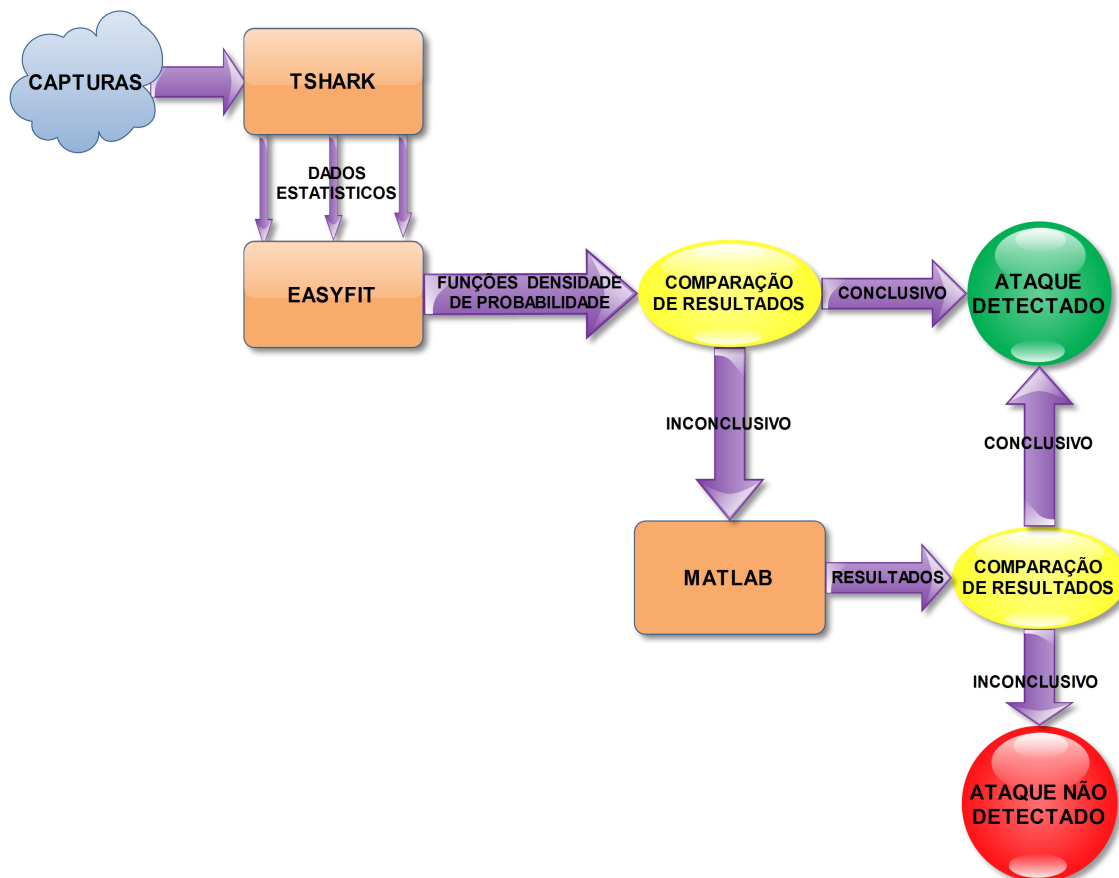 CAPTURAS
TSHARK
DADOS
ESTATISTICOS
EASYFIT
FUNÇÕES DENSIDADE
DE PROBABILIDADE
COMPARAÇÃO
DE RESULTADOS
CONCLUSIVO
ATAQUE
DETECTADO
INCONCLUSIVO
CONCLUSIVO
MATLAB
RESULTADOS
COMPARAÇÃO
DE RESULTADOS
INCONCLUSIVO
ATAQUE NÃO
DETECTADO